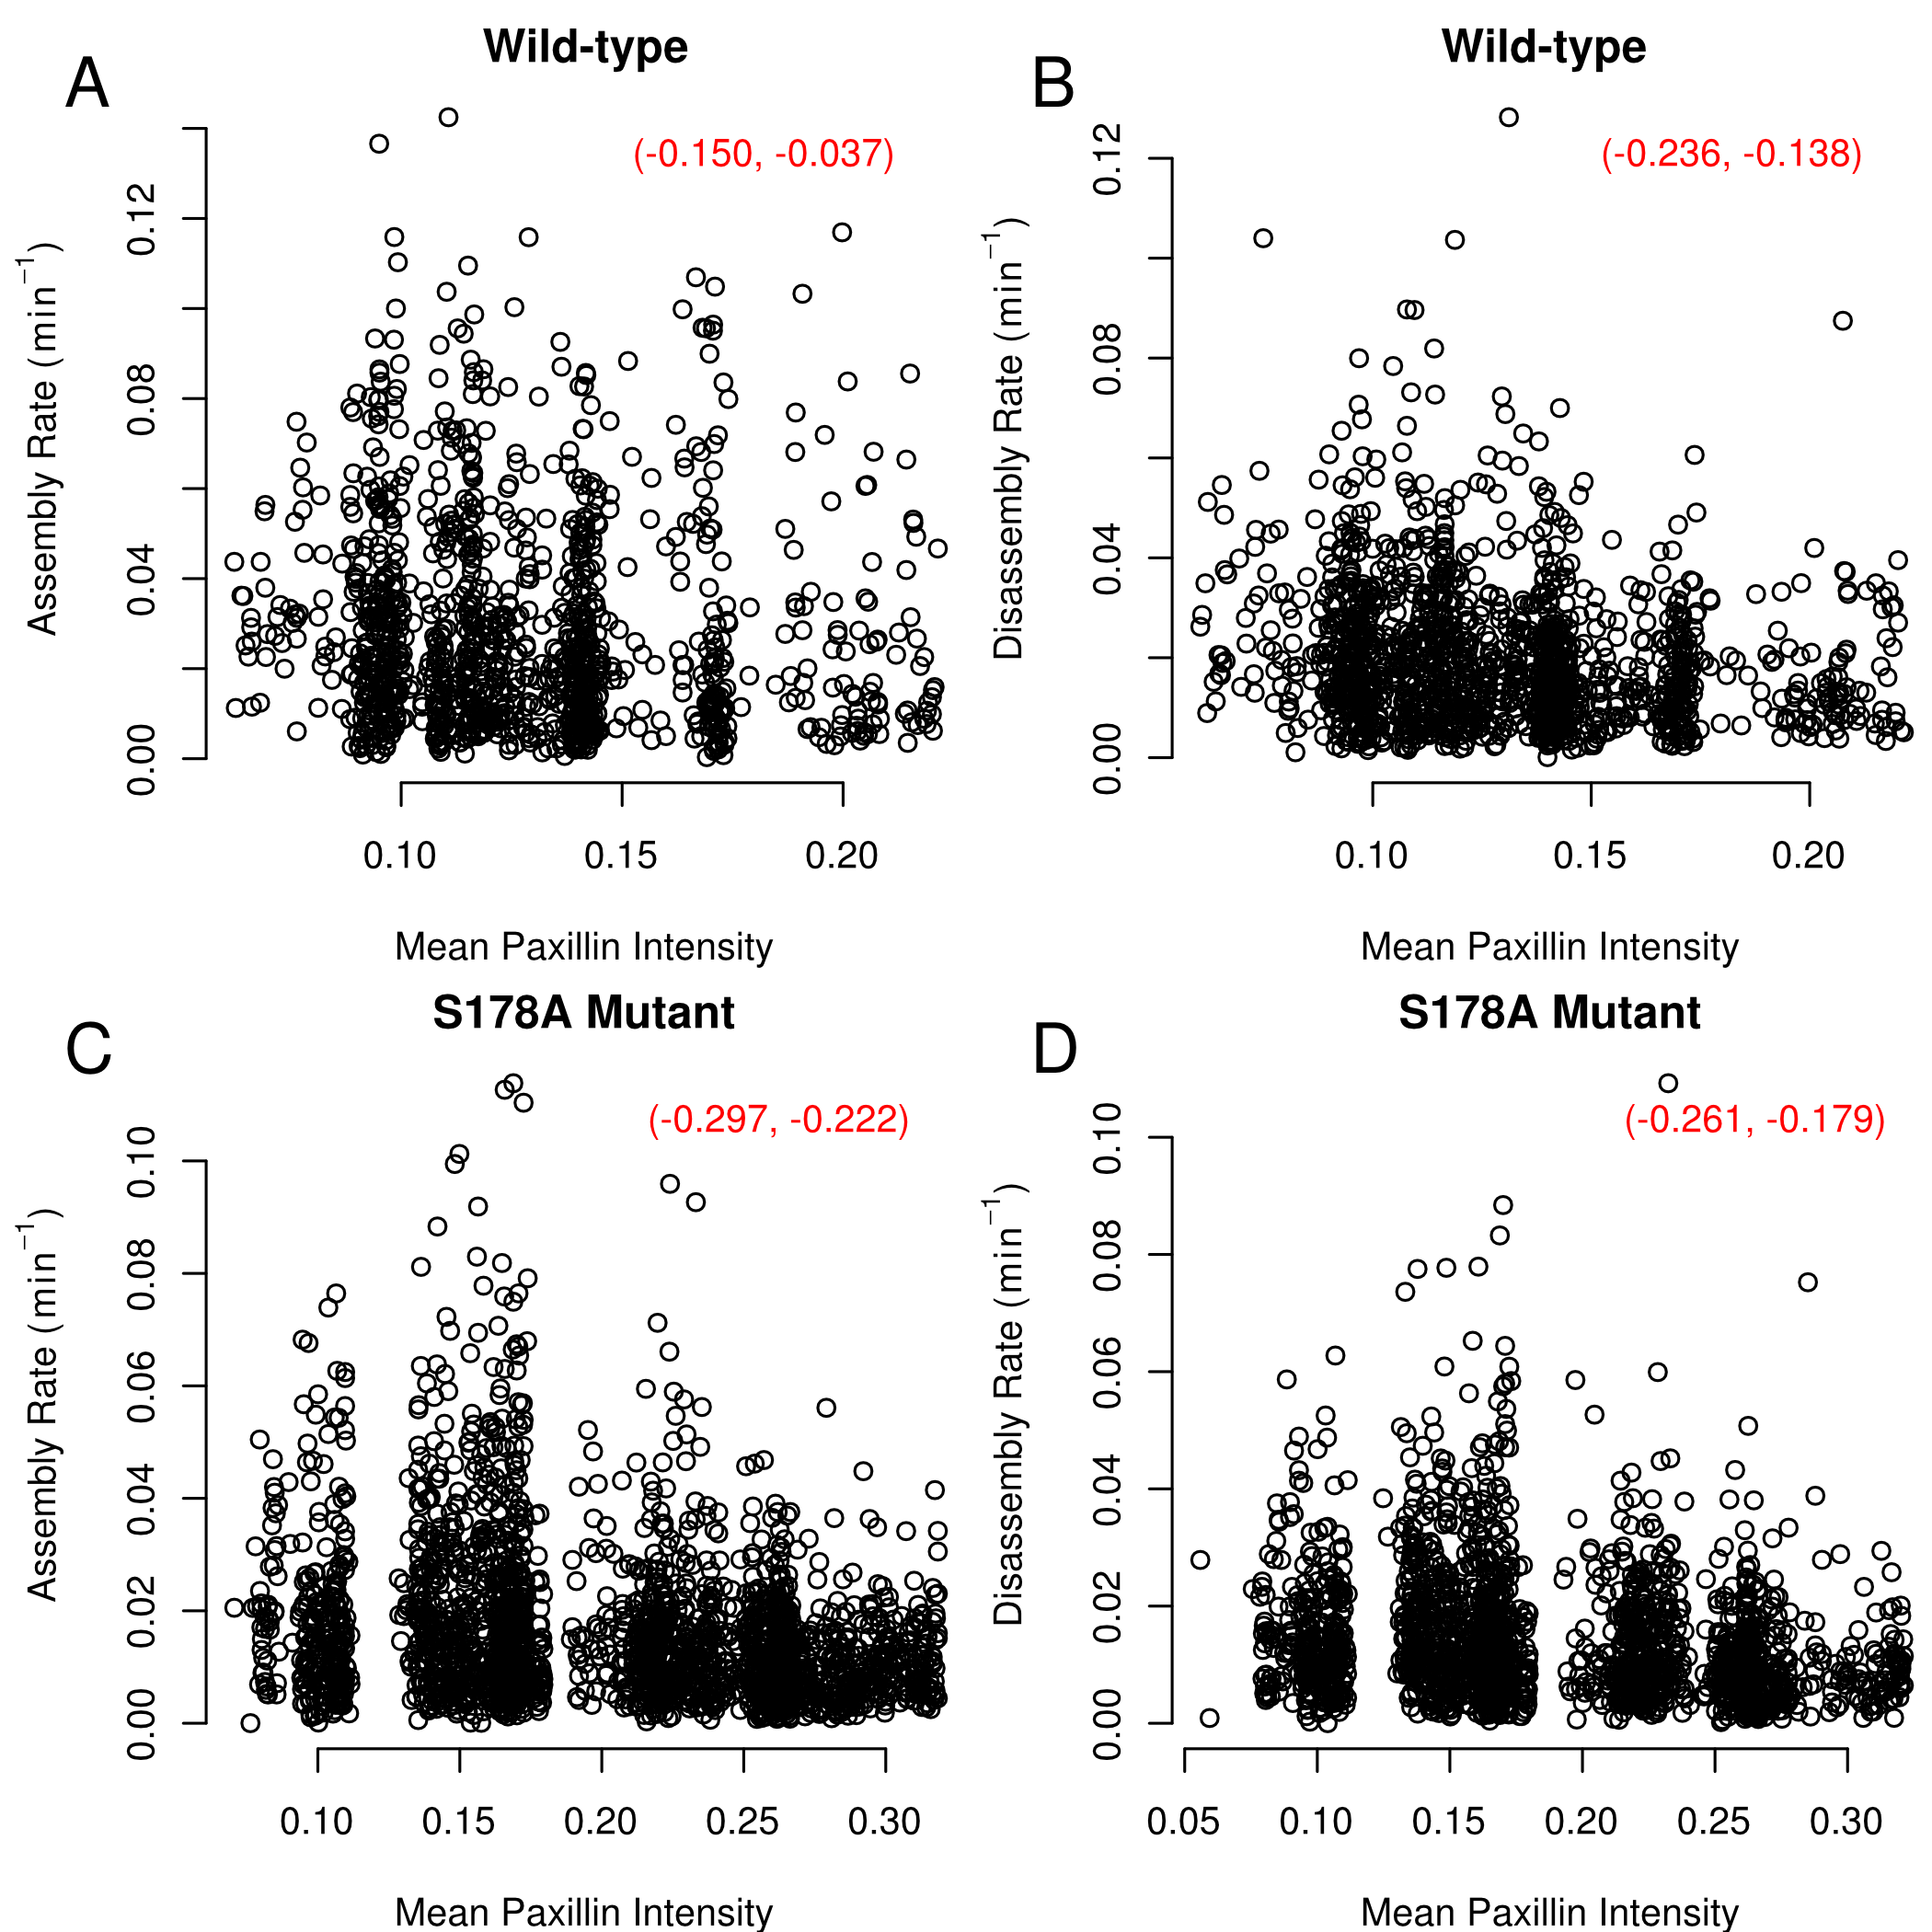 A
Wild-type
(-0.150, -0.037)
Assembly Rate (min⁻¹)
0.00 0.04 0.08 0.12
0.10 0.15 0.20
Mean Paxillin Intensity
B
Wild-type
(-0.236, -0.138)
Disassembly Rate (min⁻¹)
0.00 0.04 0.08 0.12
0.10 0.15 0.20
Mean Paxillin Intensity
C
S178A Mutant
(-0.297, -0.222)
Assembly Rate (min⁻¹)
0.00 0.02 0.04 0.06 0.08 0.10
0.10 0.15 0.20 0.25 0.30
Mean Paxillin Intensity
D
S178A Mutant
(-0.261, -0.179)
Disassembly Rate (min⁻¹)
0.00 0.02 0.04 0.06 0.08 0.10
0.05 0.10 0.15 0.20 0.25 0.30
Mean Paxillin Intensity